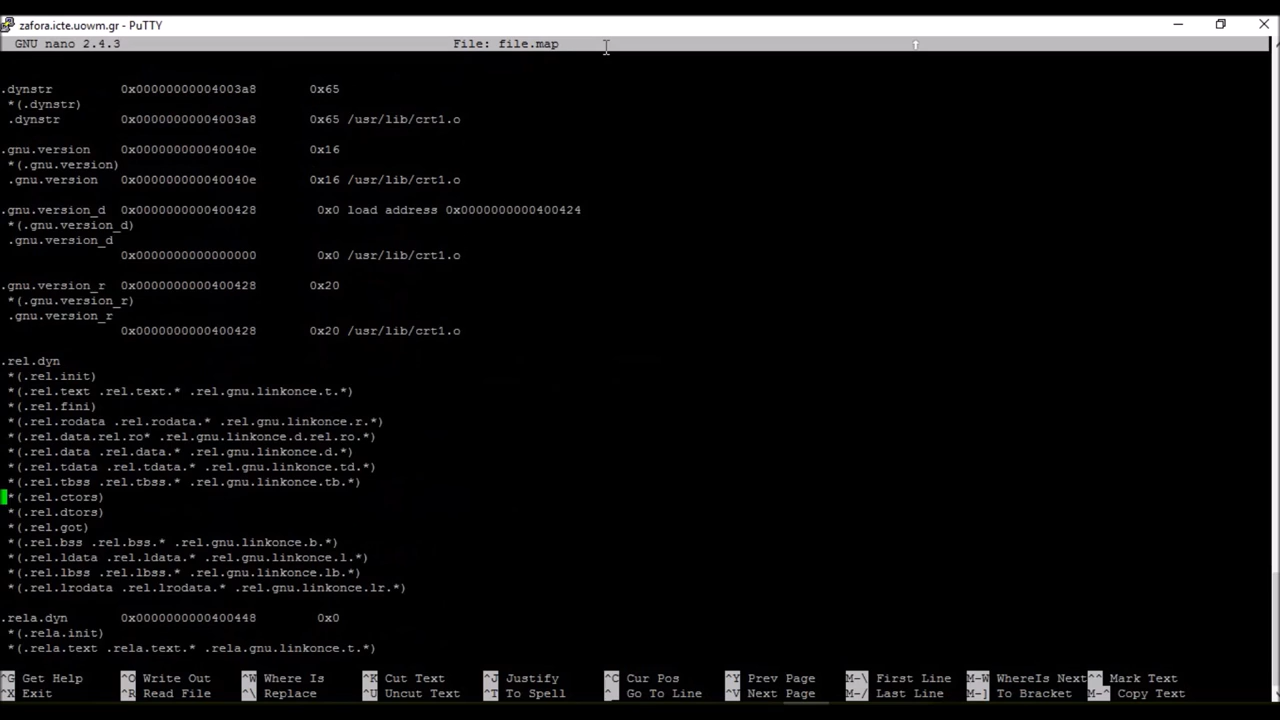 zafora.icte.uowm.gr - PuTTY
GNU nano 2.4.3 File: file.map
.dynstr 0x00000000004003a8 0x65
*(.dynstr)
.dynstr 0x00000000004003a8 0x65 /usr/lib/crt1.o
.gnu.version 0x000000000040040e 0x16
*(.gnu.version)
.gnu.version 0x000000000040040e 0x16 /usr/lib/crt1.o
.gnu.version_d 0x0000000000400428 0x0 load address 0x0000000000400424
*(.gnu.version_d)
.gnu.version_d
0x0000000000000000 0x0 /usr/lib/crt1.o
.gnu.version_r 0x0000000000400428 0x20
*(.gnu.version_r)
.gnu.version_r
0x0000000000400428 0x20 /usr/lib/crt1.o
.rel.dyn
*(.rel.init)
*(.rel.text .rel.text.* .rel.gnu.linkonce.t.*)
*(.rel.fini)
*(.rel.rodata .rel.rodata.* .rel.gnu.linkonce.r.*)
*(.rel.data.rel.ro* .rel.gnu.linkonce.d.rel.ro.*)
*(.rel.data .rel.data.* .rel.gnu.linkonce.d.*)
*(.rel.tdata .rel.tdata.* .rel.gnu.linkonce.td.*)
*(.rel.tbss .rel.tbss.* .rel.gnu.linkonce.tb.*)
*(.rel.ctors)
*(.rel.dtors)
*(.rel.got)
*(.rel.bss .rel.bss.* .rel.gnu.linkonce.b.*)
*(.rel.ldata .rel.ldata.* .rel.gnu.linkonce.l.*)
*(.rel.lbss .rel.lbss.* .rel.gnu.linkonce.lb.*)
*(.rel.lrodata .rel.lrodata.* .rel.gnu.linkonce.lr.*)
.rela.dyn 0x0000000000400448 0x0
*(.rela.init)
*(.rela.text .rela.text.* .rela.gnu.linkonce.t.*)
^G Get Help ^O Write Out ^W Where Is ^K Cut Text ^J Justify ^C Cur Pos ^Y Prev Page M-\ First Line M-W WhereIs Next ^^ Mark Text
^X Exit ^R Read File ^\ Replace ^U Uncut Text ^T To Spell ^_ Go To Line ^V Next Page M-/ Last Line M-] To Bracket M-^ Copy Text